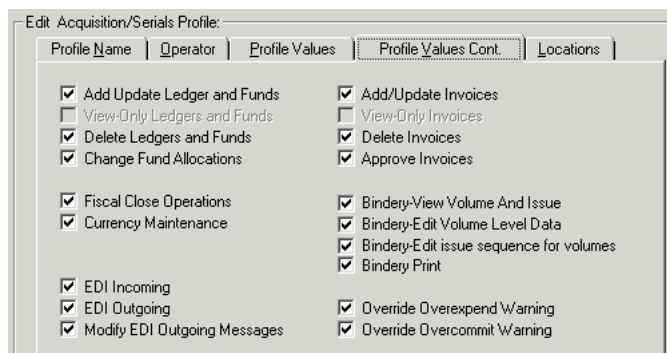 Edit Acquisition/Serials Profile:
Profile Name Operator Profile Values Profile Values Cont. Locations
Add Update Ledger and Funds
View-Only Ledgers and Funds
Delete Ledgers and Funds
Change Fund Allocations
Fiscal Close Operations
Currency Maintenance
EDI Incoming
EDI Outgoing
Modify EDI Outgoing Messages
Add/Update Invoices
View-Only Invoices
Delete Invoices
Approve Invoices
Bindery-View Volume And Issue
Bindery-Edit Volume Level Data
Bindery-Edit issue sequence for volumes
Bindery Print
Override Overexpend Warning
Override Overcommit Warning